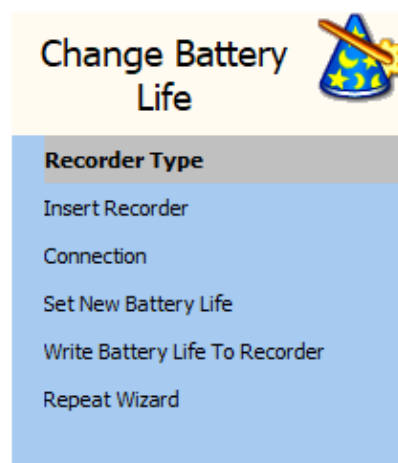 Change Battery
Life
Recorder Type
Insert Recorder
Connection
Set New Battery Life
Write Battery Life To Recorder
Repeat Wizard